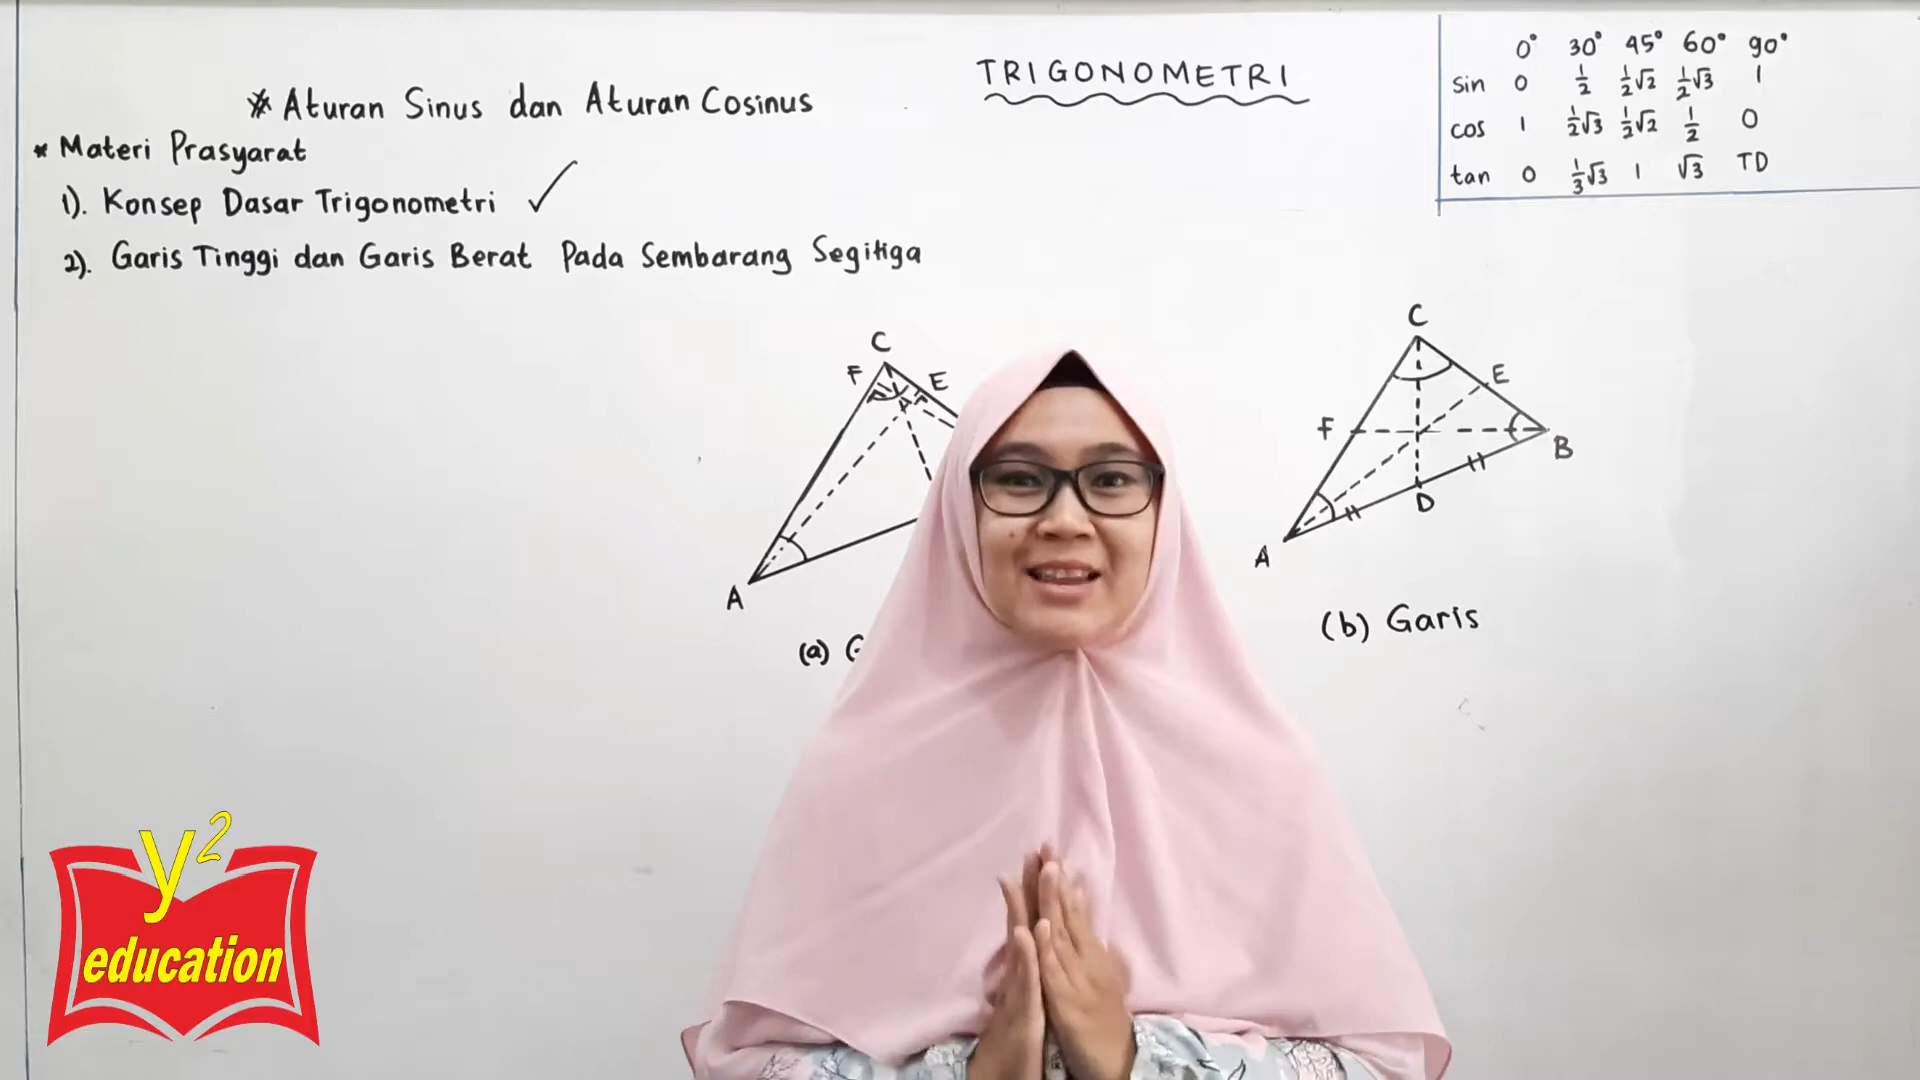 TRIGONOMETRI
* Aturan Sinus dan Aturan Cosinus
* Materi Prasyarat
1). Konsep Dasar Trigonometri ✓
2). Garis Tinggi dan Garis Berat Pada Sembarang Segitiga
0° 30° 45° 60° 90°
sin 0 1/2 1/2√2 1/2√3 1
cos 1 1/2√3 1/2√2 1/2 0
tan 0 1/3√3 1 √3 TD
C
F
E
A
(a)
C
E
F
B
D
A
(b) Garis
y²
education